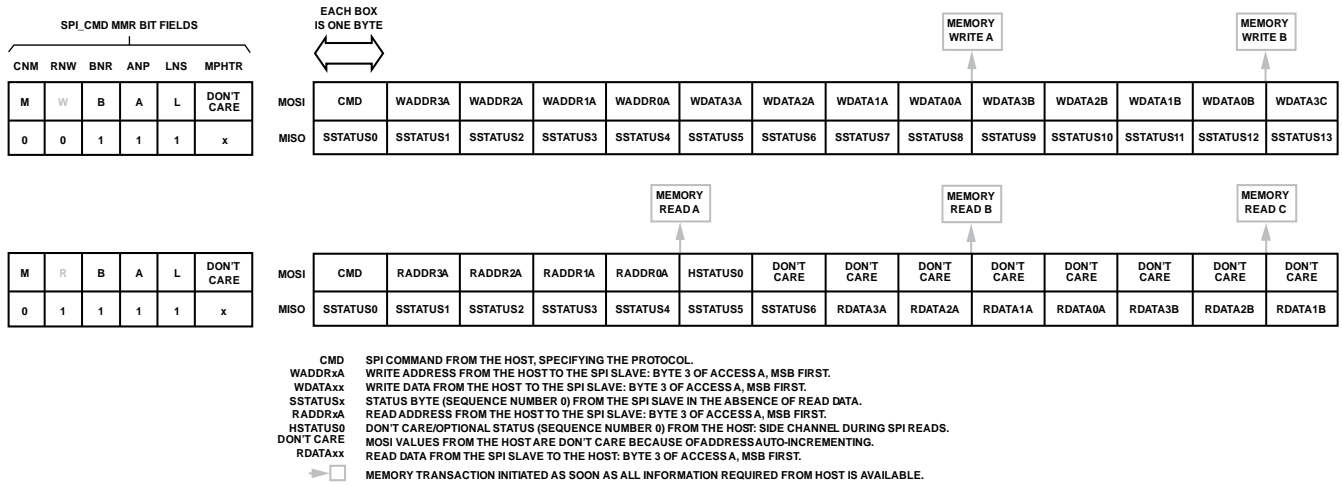 SPI_CMD MMR BIT FIELDS
EACH BOX
IS ONE BYTE
MEMORY
WRITE A
MEMORY
WRITE B
CNM RNW BNR ANP LNS MPHTR
M W B A L DON'T CARE
MOSI CMD WADDR3A WADDR2A WADDR1A WADDR0A WDATA3A WDATA2A WDATA1A WDATA0A WDATA3B WDATA2B WDATA1B WDATA0B WDATA3C
0 0 1 1 1 x
MISO SSTATUS0 SSTATUS1 SSTATUS2 SSTATUS3 SSTATUS4 SSTATUS5 SSTATUS6 SSTATUS7 SSTATUS8 SSTATUS9 SSTATUS10 SSTATUS11 SSTATUS12 SSTATUS13
MEMORY
READ A
MEMORY
READ B
MEMORY
READ C
M R B A L DON'T CARE
MOSI CMD RADDR3A RADDR2A RADDR1A RADDR0A HSTATUS0 DON'T CARE DON'T CARE DON'T CARE DON'T CARE DON'T CARE DON'T CARE DON'T CARE DON'T CARE
0 1 1 1 1 x
MISO SSTATUS0 SSTATUS1 SSTATUS2 SSTATUS3 SSTATUS4 SSTATUS5 SSTATUS6 RDATA3A RDATA2A RDATA1A RDATA0A RDATA3B RDATA2B RDATA1B
CMD SPI COMMAND FROM THE HOST, SPECIFYING THE PROTOCOL.
WADDRxA WRITE ADDRESS FROM THE HOST TO THE SPI SLAVE: BYTE 3 OF ACCESS A, MSB FIRST.
WDATAxx WRITE DATA FROM THE HOST TO THE SPI SLAVE: BYTE 3 OF ACCESS A, MSB FIRST.
SSTATUSx STATUS BYTE (SEQUENCE NUMBER 0) FROM THE SPI SLAVE IN THE ABSENCE OF READ DATA.
RADDRxA READ ADDRESS FROM THE HOST TO THE SPI SLAVE: BYTE 3 OF ACCESS A, MSB FIRST.
HSTATUS0 DON'T CARE/OPTIONAL STATUS (SEQUENCE NUMBER 0) FROM THE HOST: SIDE CHANNEL DURING SPI READS.
DON'T CARE MOSI VALUES FROM THE HOST ARE DON'T CARE BECAUSE OF ADDRESS AUTO-INCREMENTING.
RDATAxx READ DATA FROM THE SPI SLAVE TO THE HOST: BYTE 3 OF ACCESS A, MSB FIRST.
MEMORY TRANSACTION INITIATED AS SOON AS ALL INFORMATION REQUIRED FROM HOST IS AVAILABLE.